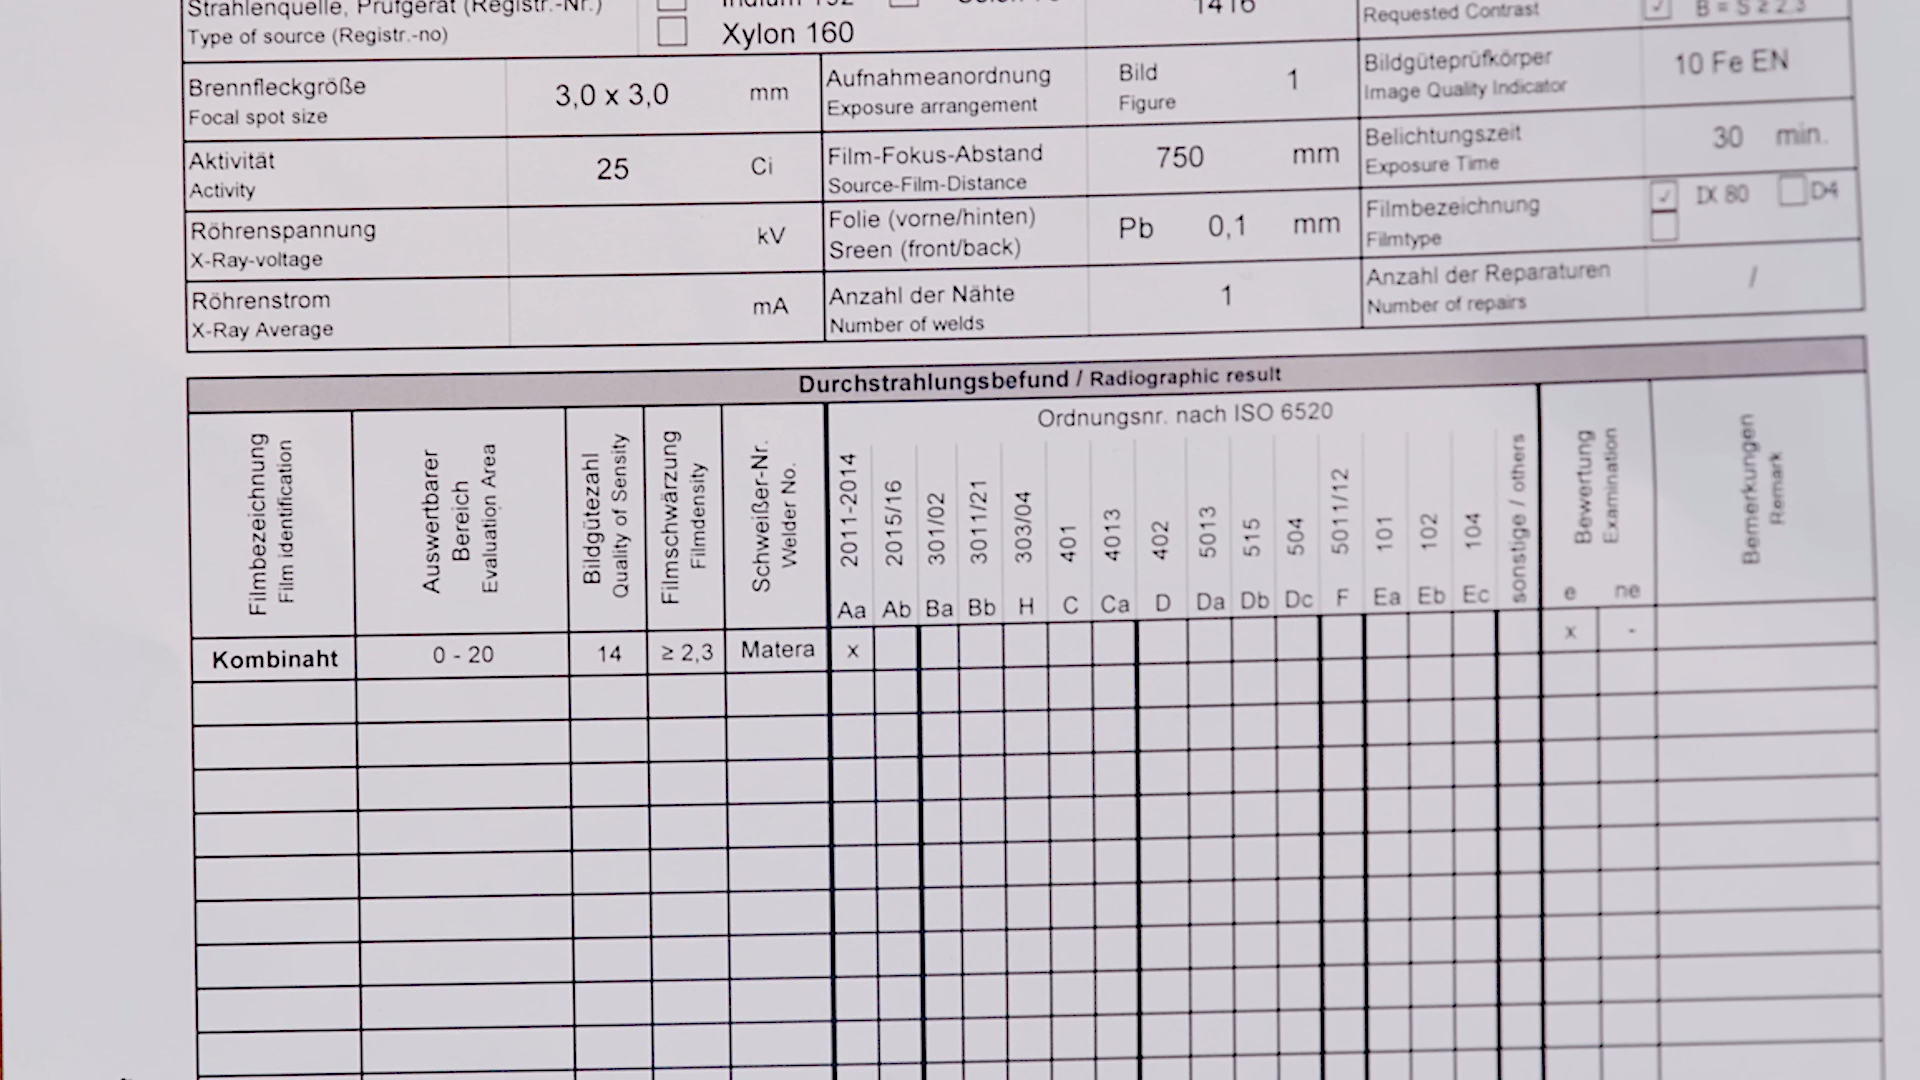 Strahlenquelle, Prüfgerät (Registr.-Nr.)
Type of source (Registr.-no)
Xylon 160
Requested Contrast
B = S ≥ 2,3
Brennfleckgröße
Focal spot size
3,0 x 3,0 mm
Aufnahmeanordnung
Exposure arrangement
Bild
Figure
1
Bildgüteprüfkörper
Image Quality Indicator
10 Fe EN
Aktivität
Activity
25 Ci
Film-Fokus-Abstand
Source-Film-Distance
750 mm
Belichtungszeit
Exposure Time
30 min.
Röhrenspannung
X-Ray-voltage
kV
Folie (vorne/hinten)
Sreen (front/back)
Pb 0,1 mm
Filmbezeichnung
Filmtype
IX 80 D4
Röhrenstrom
X-Ray Average
mA
Anzahl der Nähte
Number of welds
1
Anzahl der Reparaturen
Number of repairs
/
Durchstrahlungsbefund / Radiographic result
Ordnungsnr. nach ISO 6520
Filmbezeichnung
Film identification
Auswertbarer
Bereich
Evaluation Area
Bildgütezahl
Quality of Sensity
Filmschwärzung
Filmdensity
Schweißer-Nr.
Welder No.
2011-2014 2015/16 301/02 3011/21 303/04 401 4013 402 5013 515 504 5011/12 101 102 104 sonstige / others
Aa Ab Ba Bb H C Ca D Da Db Dc F Ea Eb Ec
Bewertung
Examination
e ne
Bemerkungen
Remark
Kombinaht 0 - 20 14 ≥ 2,3 Matera x x -